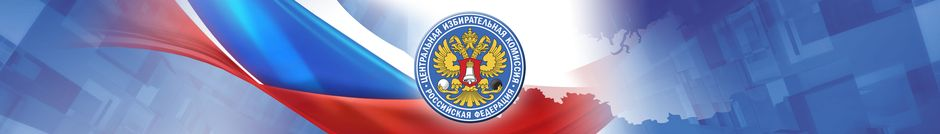 ЦЕНТРАЛЬНАЯ ИЗБИРАТЕЛЬНАЯ КОМИССИЯ
РОССИЙСКАЯ ФЕДЕРАЦИЯ